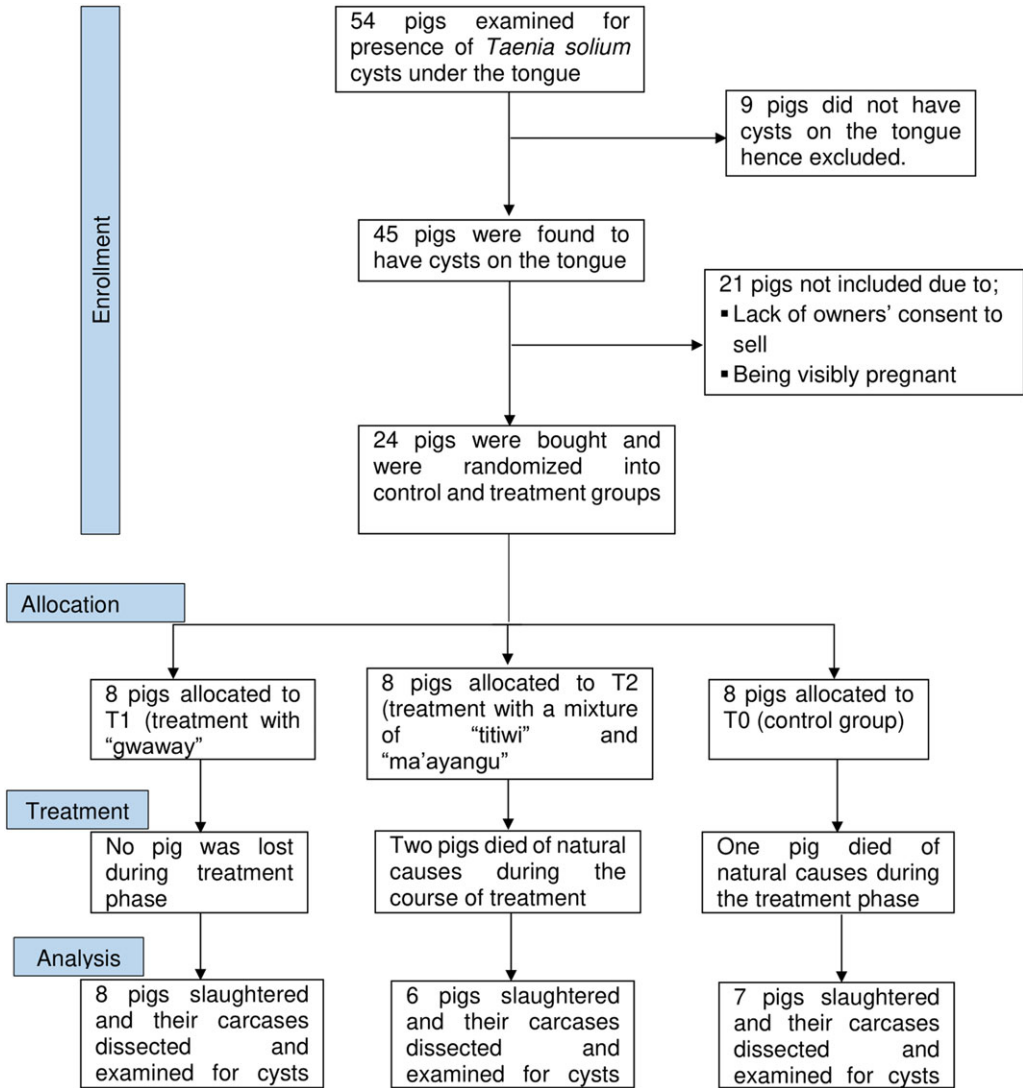 54 pigs examined for
presence of Taenia solium
cysts under the tongue
9 pigs did not have
cysts on the tongue
hence excluded.
45 pigs were found to
have cysts on the tongue
21 pigs not included due to;
▪ Lack of owners' consent to
sell
▪ Being visibly pregnant
24 pigs were bought and
were randomized into
control and treatment groups
Enrollment
Allocation
8 pigs allocated to
T1 (treatment with
“gwaway”
8 pigs allocated to T2
(treatment with a mixture
of “titiwi” and
“ma'ayangu”
8 pigs allocated to
T0 (control group)
Treatment
No pig was lost
during treatment
phase
Two pigs died of natural
causes during the
course of treatment
One pig died of
natural causes during
the treatment phase
Analysis
8 pigs slaughtered
and their carcases
dissected and
examined for cysts
6 pigs slaughtered
and their carcases
dissected and
examined for cysts
7 pigs slaughtered
and their carcases
dissected and
examined for cysts